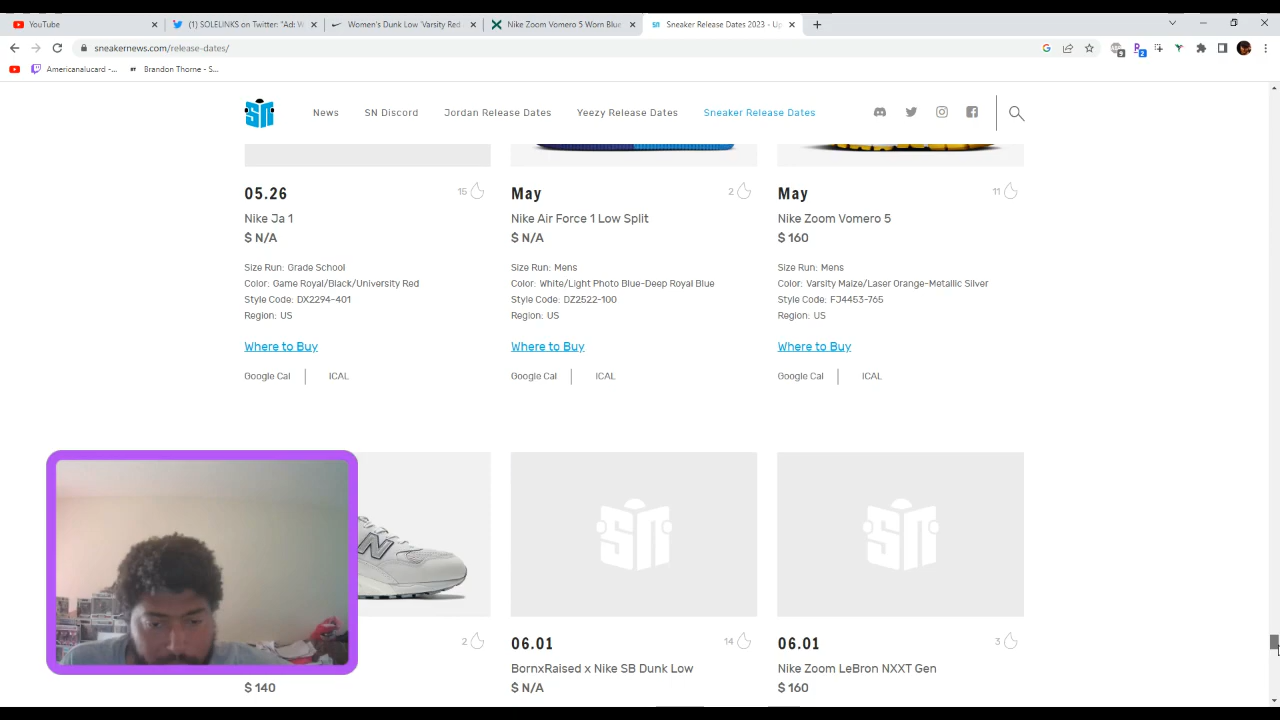 YouTube
(1) SOLELINKS on Twitter: "Ad: W
Women's Dunk Low 'Varsity Red
Nike Zoom Vomero 5 Worn Blue
Sneaker Release Dates 2023 - Up
sneakernews.com/release-dates/
Americanalucard -...
Brandon Thorne - S...
SN
News
SN Discord
Jordan Release Dates
Yeezy Release Dates
Sneaker Release Dates
05.26
15
Nike Ja 1
$ N/A
Size Run: Grade School
Color: Game Royal/Black/University Red
Style Code: DX2294-401
Region: US
Where to Buy
Google Cal
ICAL
May
2
Nike Air Force 1 Low Split
$ N/A
Size Run: Mens
Color: White/Light Photo Blue-Deep Royal Blue
Style Code: DZ2522-100
Region: US
Where to Buy
Google Cal
ICAL
May
11
Nike Zoom Vomero 5
$ 160
Size Run: Mens
Color: Varsity Maize/Laser Orange-Metallic Silver
Style Code: FJ4453-765
Region: US
Where to Buy
Google Cal
ICAL
N
2
$ 140
SN
06.01
14
BornxRaised x Nike SB Dunk Low
$ N/A
SN
06.01
3
Nike Zoom LeBron NXXT Gen
$ 160